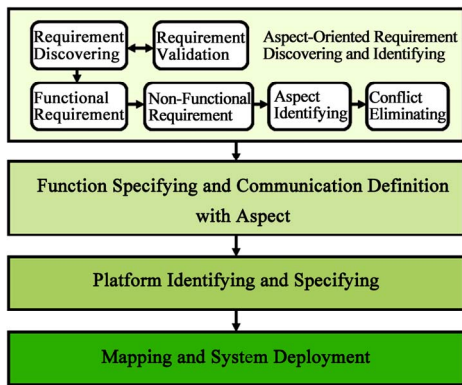 Requirement
Discovering
Requirement
Validation
Aspect-Oriented Requirement
Discovering and Identifying
Functional
Requirement
Non-Functional
Requirement
Aspect
Identifying
Conflict
Eliminating
Function Specifying and Communication Definition
with Aspect
Platform Identifying and Specifying
Mapping and System Deployment